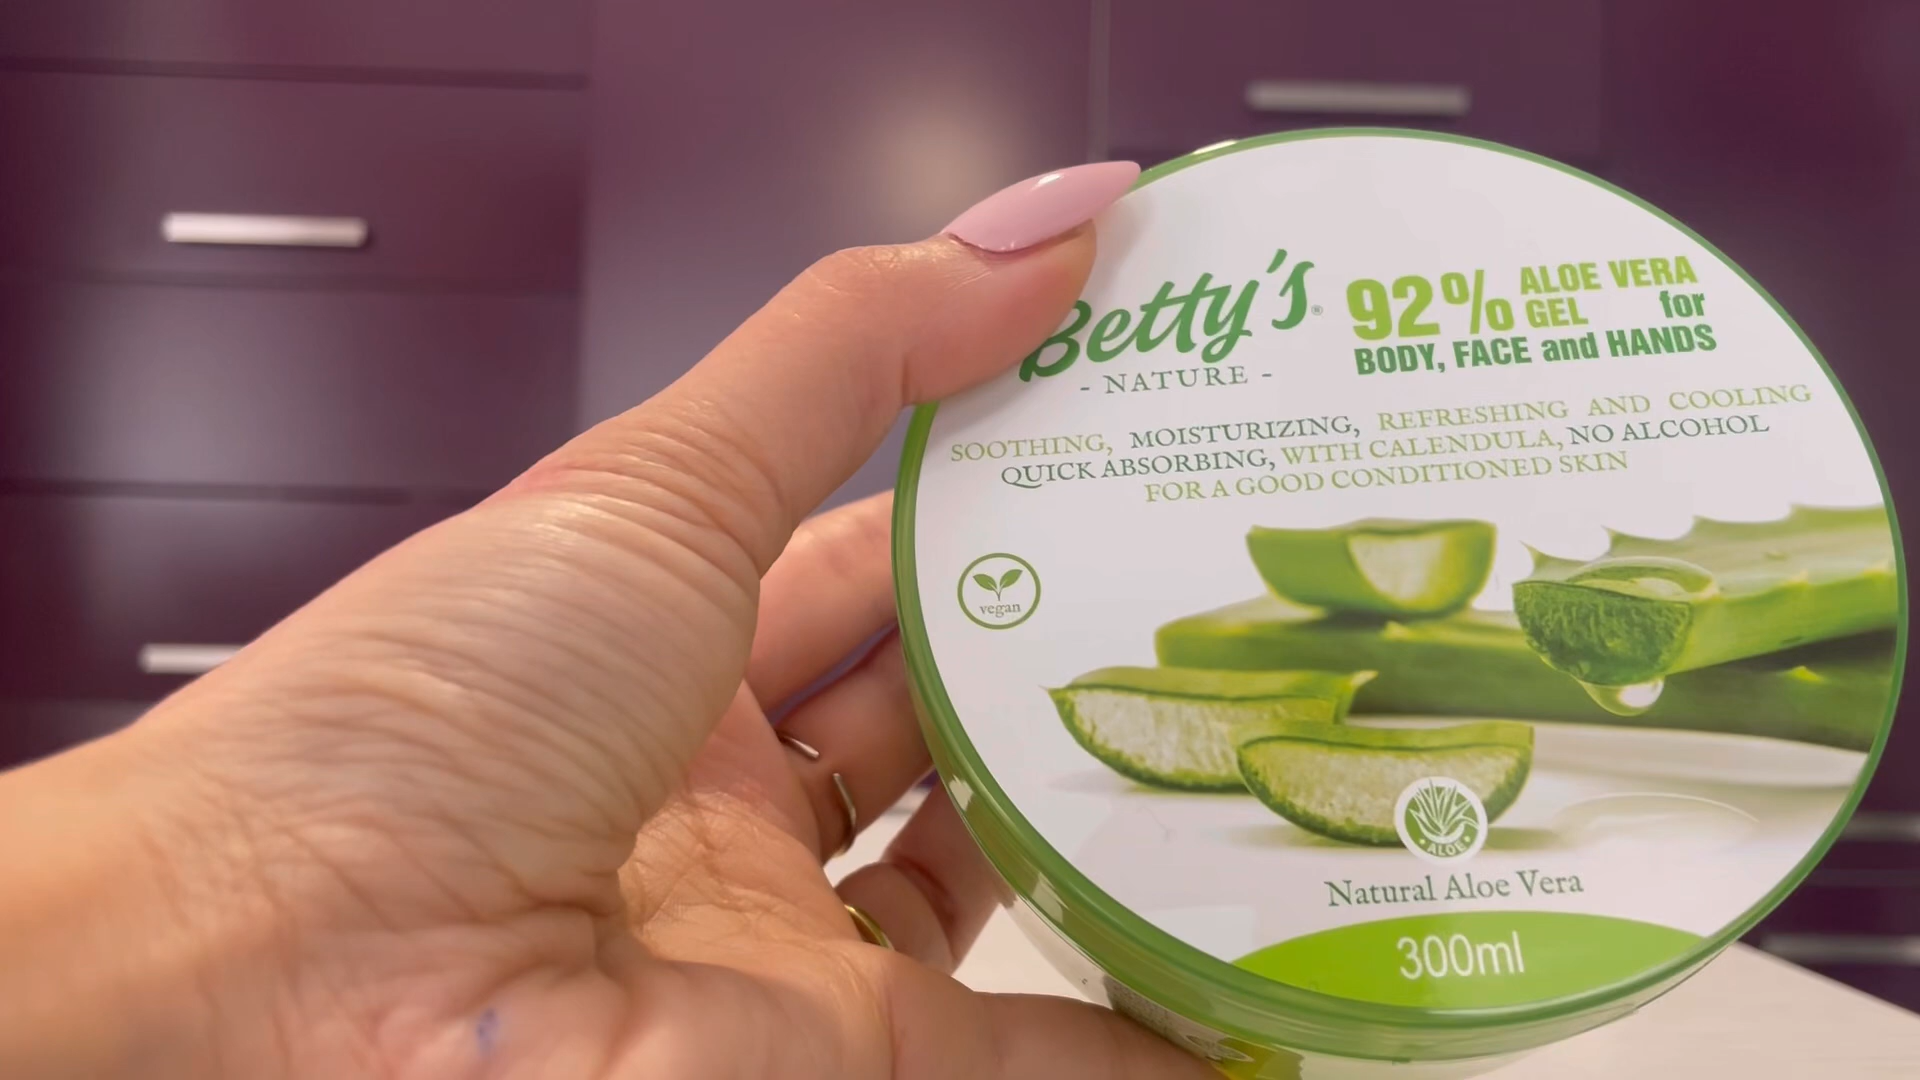 Betty's®
- NATURE -
92% ALOE VERA
GEL for
BODY, FACE and HANDS
SOOTHING, MOISTURIZING, REFRESHING AND COOLING
QUICK ABSORBING, WITH CALENDULA, NO ALCOHOL
FOR A GOOD CONDITIONED SKIN
vegan
ALOE
Natural Aloe Vera
300ml